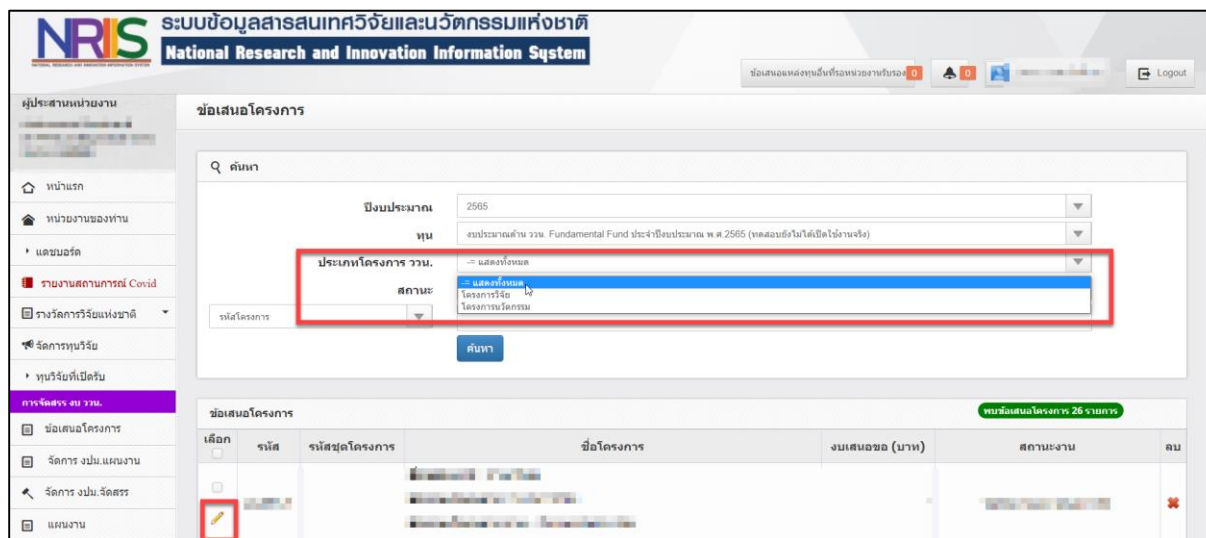 NRIS
ระบบข้อมูลสารสนเทศวิจัยและนวัตกรรมแห่งชาติ
National Research and Innovation Information System
NATIONAL RESEARCH AND INNOVATION INFORMATION SYSTEM
ข้อเสนอแหล่งทุนอื่นที่รอหน่วยงานรับรอง 0
0
Logout
ผู้ประสานหน่วยงาน
หน้าแรก
หน่วยงานของท่าน
แดชบอร์ด
รายงานสถานการณ์ Covid
รางวัลการวิจัยแห่งชาติ
จัดการทุนวิจัย
ทุนวิจัยที่เปิดรับ
การจัดสรร งบ ววน.
ข้อเสนอโครงการ
จัดการ งปม.แผนงาน
จัดการ งปม.จัดสรร
แผนงาน
ข้อเสนอโครงการ
ค้นหา
ปีงบประมาณ 2565
ทุน งบประมาณด้าน ววน. Fundamental Fund ประจำปีงบประมาณ พ.ศ.2565 (ทดสอบยังไม่ได้เปิดใช้งานจริง)
ประเภทโครงการ ววน. -= แสดงทั้งหมด
สถานะ
-= แสดงทั้งหมด
โครงการวิจัย
โครงการนวัตกรรม
รหัสโครงการ
ค้นหา
ข้อเสนอโครงการ
พบข้อเสนอโครงการ 26 รายการ
เลือก รหัส รหัสชุดโครงการ ชื่อโครงการ งบเสนอขอ (บาท) สถานะงาน ลบ